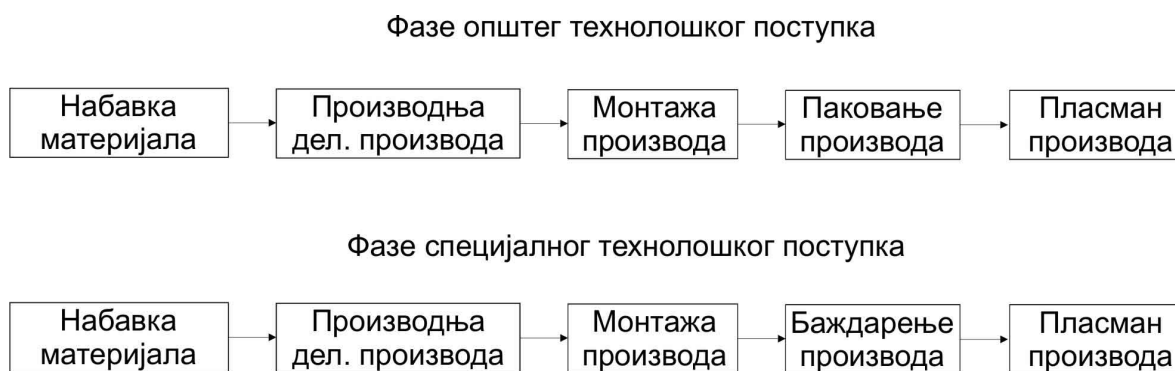 Фазе општег технолошког поступка
Набавка
материјала
Производња
дел. производа
Монтажа
производа
Паковање
производа
Пласман
производа
Фазе специјалног технолошког поступка
Набавка
материјала
Производња
дел. производа
Монтажа
производа
Баждарење
производа
Пласман
производа